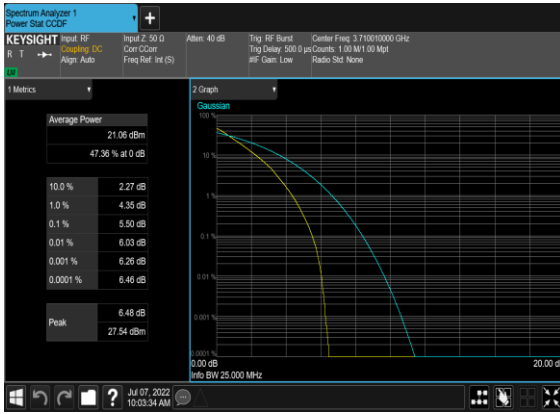 Spectrum Analyzer 1
Power Stat CCDF
KEYSIGHT
R T
LXI
Input: RF
Coupling: DC
Align: Auto
Input Z: 50 Ω
Corr CCorr
Freq Ref: Int (S)
Atten: 40 dB
Trig: RF Burst
Trig Delay: 500.0 µs
#IF Gain: Low
Center Freq: 3.710010000 GHz
Counts: 1.00 M/1.00 Mpt
Radio Std: None
1 Metrics
Average Power
21.06 dBm
47.36 % at 0 dB
10.0 % 2.27 dB
1.0 % 4.35 dB
0.1 % 5.50 dB
0.01 % 6.03 dB
0.001 % 6.26 dB
0.0001 % 6.46 dB
Peak
6.48 dB
27.54 dBm
2 Graph
Gaussian
100 %
10 %
1 %
0.1 %
0.01 %
0.001 %
0.0001 %
0.00 dB
20.00 d
Info BW 25.000 MHz
?
Jul 07, 2022
10:03:34 AM